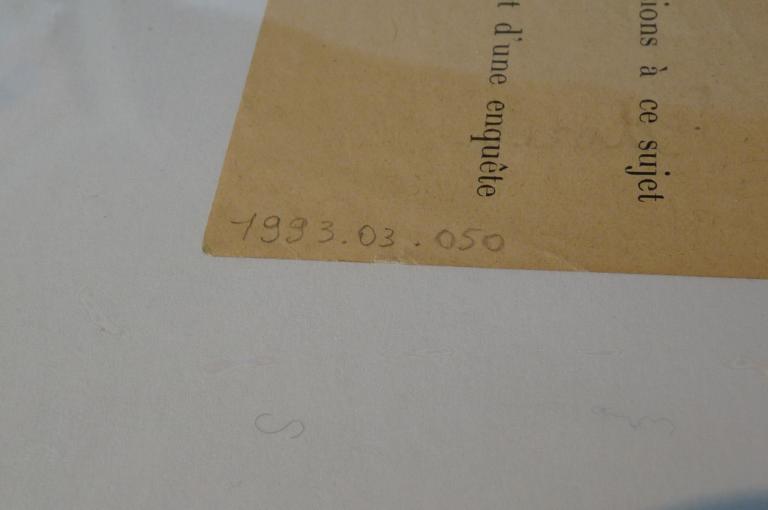 ions à ce sujet
t d'une enquête
1993.03.050